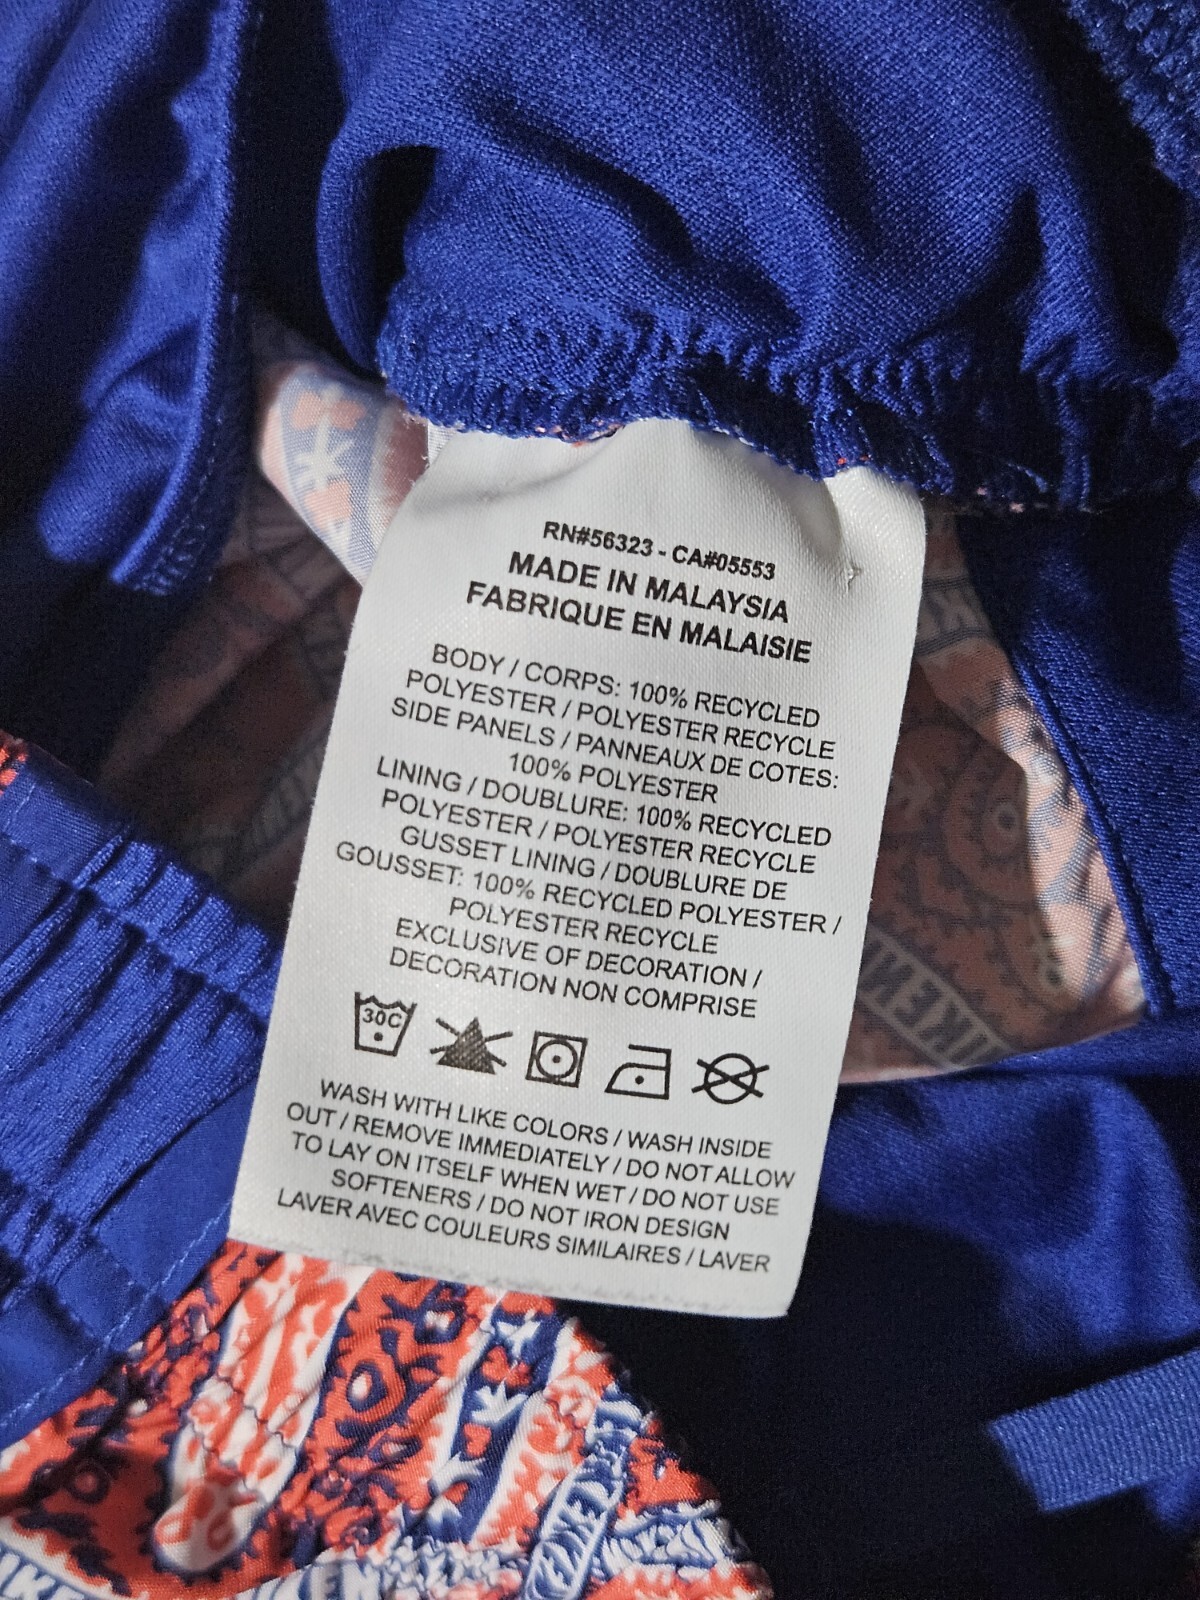 RN#56323 - CA#05553
MADE IN MALAYSIA
FABRIQUE EN MALAISIE
BODY / CORPS: 100% RECYCLED
POLYESTER / POLYESTER RECYCLE
SIDE PANELS / PANNEAUX DE COTES:
100% POLYESTER
LINING / DOUBLURE: 100% RECYCLED
POLYESTER / POLYESTER RECYCLE
GUSSET LINING / DOUBLURE DE
GOUSSET: 100% RECYCLED POLYESTER /
POLYESTER RECYCLE
EXCLUSIVE OF DECORATION /
DECORATION NON COMPRISE
30C
WASH WITH LIKE COLORS / WASH INSIDE
OUT / REMOVE IMMEDIATELY / DO NOT ALLOW
TO LAY ON ITSELF WHEN WET / DO NOT USE
SOFTENERS / DO NOT IRON DESIGN
LAVER AVEC COULEURS SIMILAIRES / LAVER